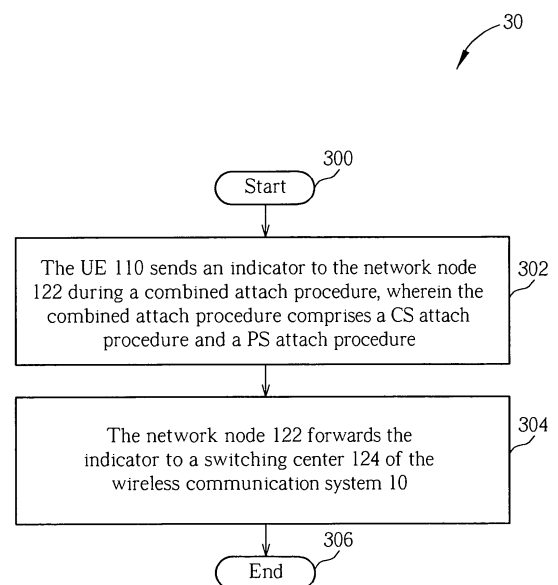 30
300
Start
The UE 110 sends an indicator to the network node
122 during a combined attach procedure, wherein the
combined attach procedure comprises a CS attach
procedure and a PS attach procedure
302
The network node 122 forwards the
indicator to a switching center 124 of the
wireless communication system 10
304
306
End